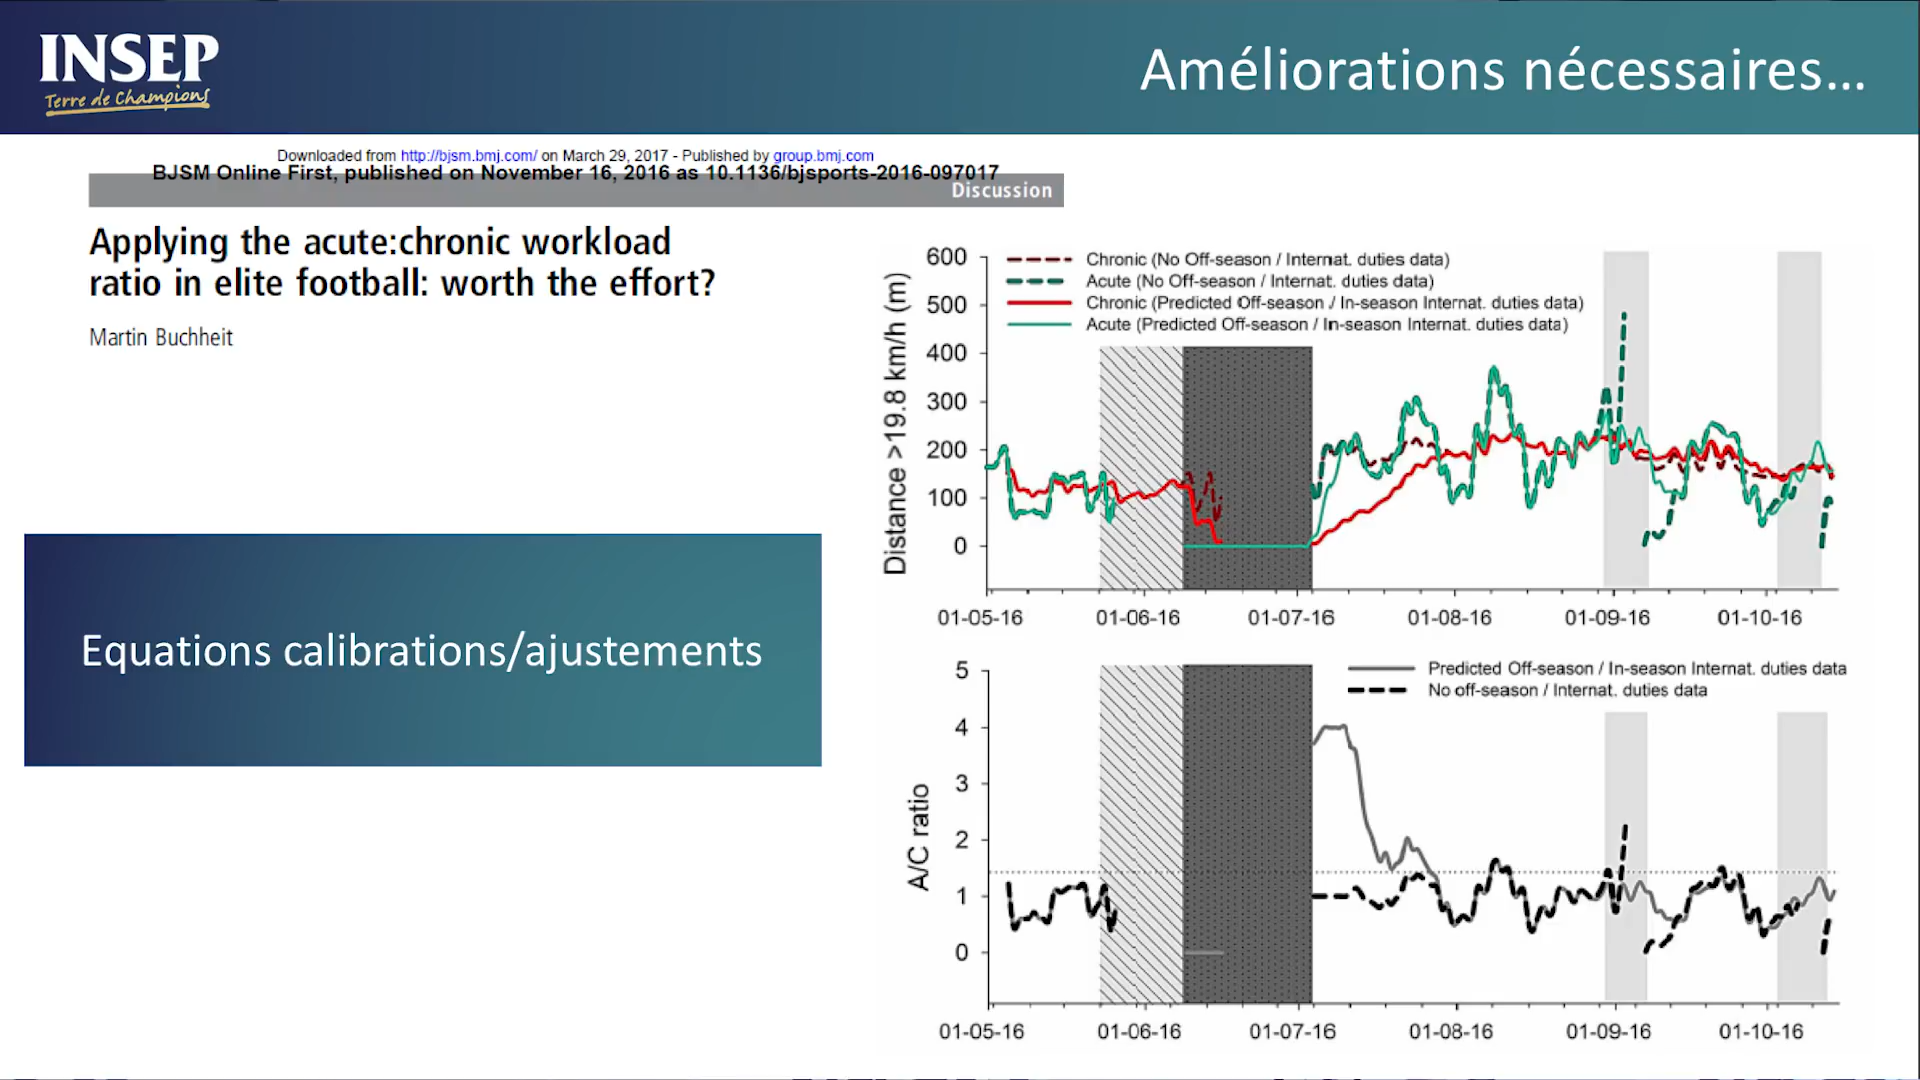 INSEP
Terre de Champions
Améliorations nécessaires...
Downloaded from http://bjsm.bmj.com/ on March 29, 2017 - Published by group.bmj.com
BJSM Online First, published on November 16, 2016 as 10.1136/bjsports-2016-097017
Discussion
Applying the acute:chronic workload
ratio in elite football: worth the effort?
Martin Buchheit
Equations calibrations/ajustements
Distance >19.8 km/h (m)
600
500
400
300
200
100
0
Chronic (No Off-season / Internat. duties data)
Acute (No Off-season / Internat. duties data)
Chronic (Predicted Off-season / In-season Internat. duties data)
Acute (Predicted Off-season / In-season Internat. duties data)
01-05-16 01-06-16 01-07-16 01-08-16 01-09-16 01-10-16
A/C ratio
5
4
3
2
1
0
Predicted Off-season / In-season Internat. duties data
No off-season / Internat. duties data
01-05-16 01-06-16 01-07-16 01-08-16 01-09-16 01-10-16